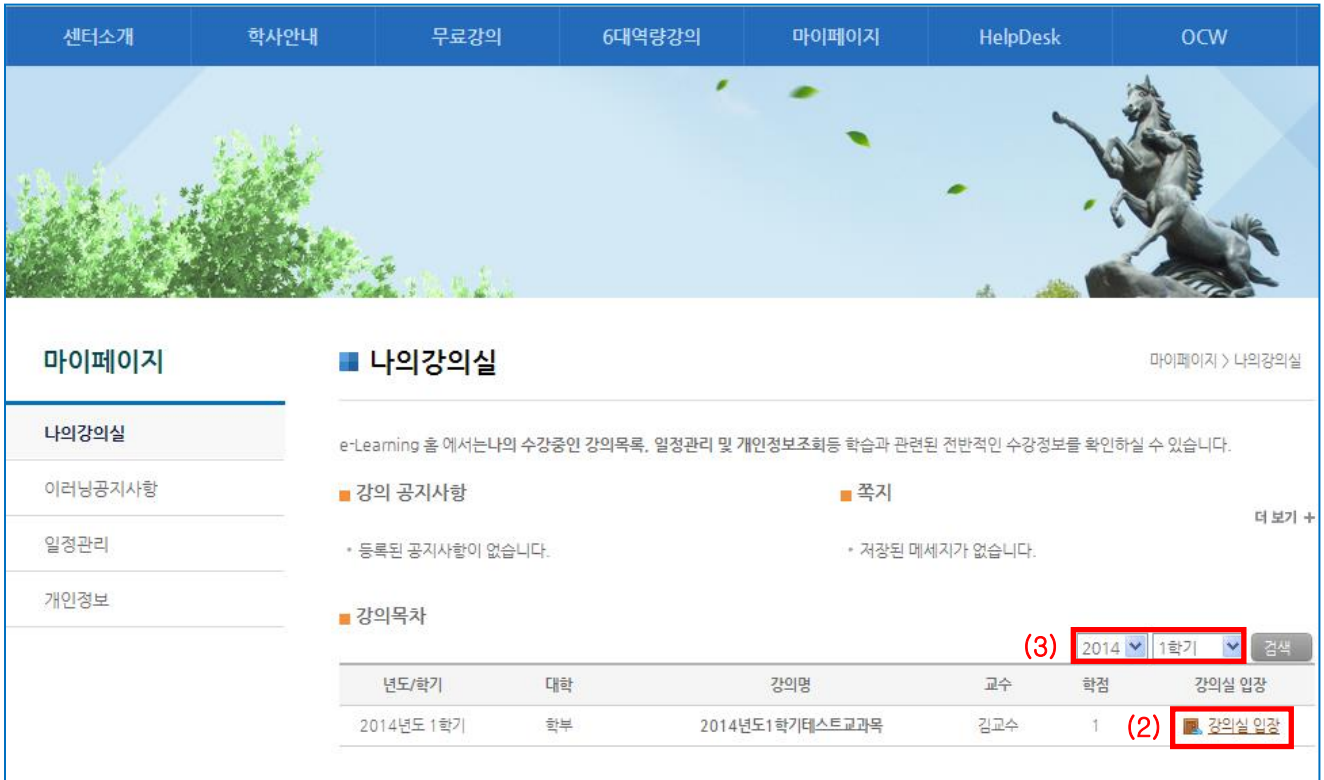 센터소개 학사안내 무료강의 6대역량강의 마이페이지 HelpDesk OCW
마이페이지
나의강의실
이러닝공지사항
일정관리
개인정보
나의강의실
마이페이지 > 나의강의실
e-Learning 홈 에서는나의 수강중인 강의목록, 일정관리 및 개인정보조회등 학습과 관련된 전반적인 수강정보를 확인하실 수 있습니다.
강의 공지사항
• 등록된 공지사항이 없습니다.
쪽지
더 보기 +
• 저장된 메세지가 없습니다.
강의목차
(3) 2014 1학기 검색
년도/학기 대학 강의명 교수 학점 강의실 입장
2014년도 1학기 학부 2014년도1학기테스트교과목 김교수 1 (2) 강의실 입장